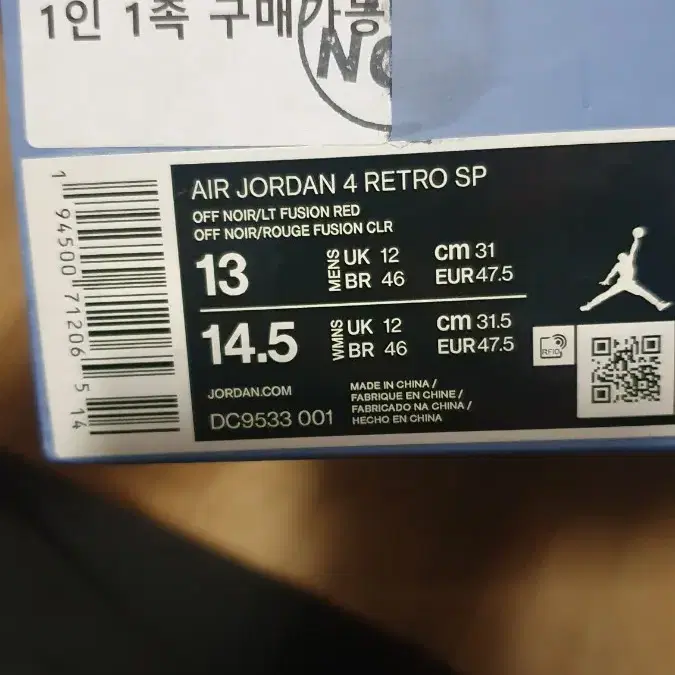 1인 1족 구매가능
NO
AIR JORDAN 4 RETRO SP
OFF NOIR/LT FUSION RED
OFF NOIR/ROUGE FUSION CLR
13 MENS UK 12 cm 31
BR 46 EUR 47.5
14.5 WMNS UK 12 cm 31.5
BR 46 EUR 47.5
RFID
JORDAN.COM
DC9533 001
MADE IN CHINA /
FABRIQUE EN CHINE /
FABRICADO NA CHINA /
HECHO EN CHINA
1 94500 71206 5 14